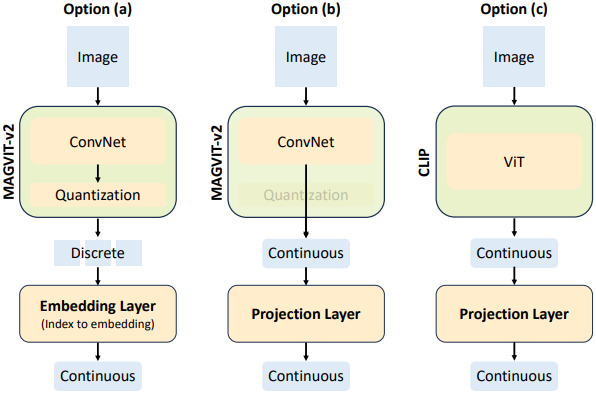 Option (a)
Image
MAGVIT-v2
ConvNet
Quantization
Discrete
Embedding Layer
(Index to embedding)
Continuous
Option (b)
Image
MAGVIT-v2
ConvNet
Quantization
Continuous
Projection Layer
Continuous
Option (c)
Image
CLIP
ViT
Continuous
Projection Layer
Continuous